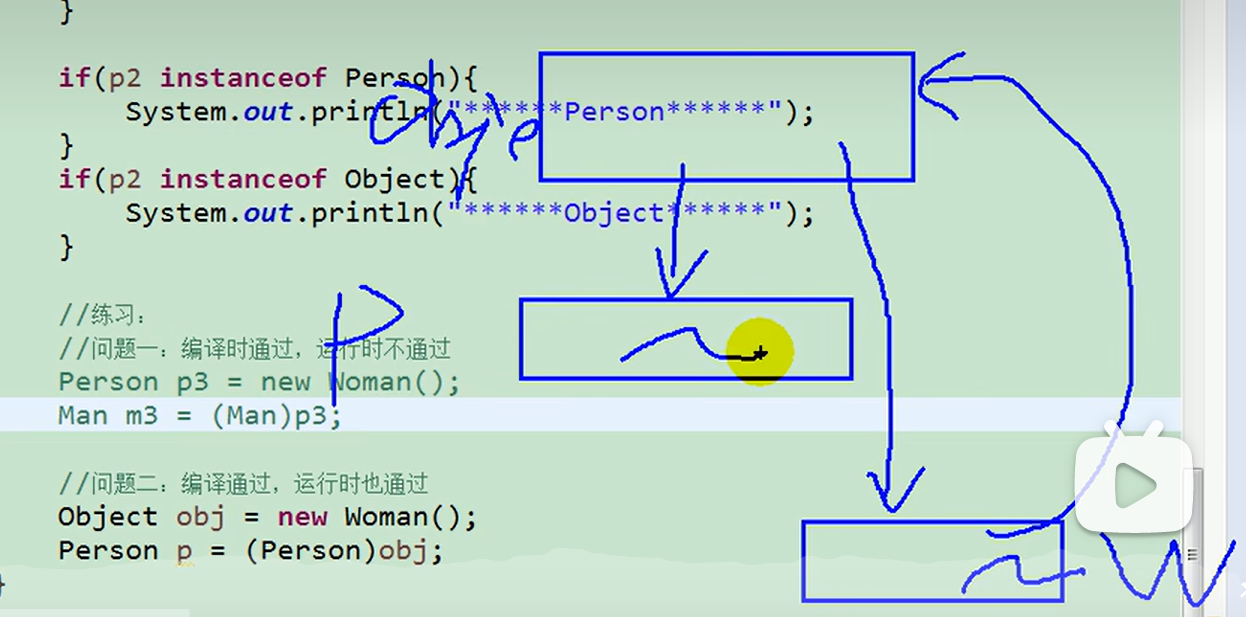 }
if(p2 instanceof Person){
System.out.println("******Person******");
}
if(p2 instanceof Object){
System.out.println("******Object******");
}
//练习：
//问题一：编译时通过，运行时不通过
Person p3 = new Woman();
Man m3 = (Man)p3;
//问题二：编译通过，运行时也通过
Object obj = new Woman();
Person p = (Person)obj;
}
P
W